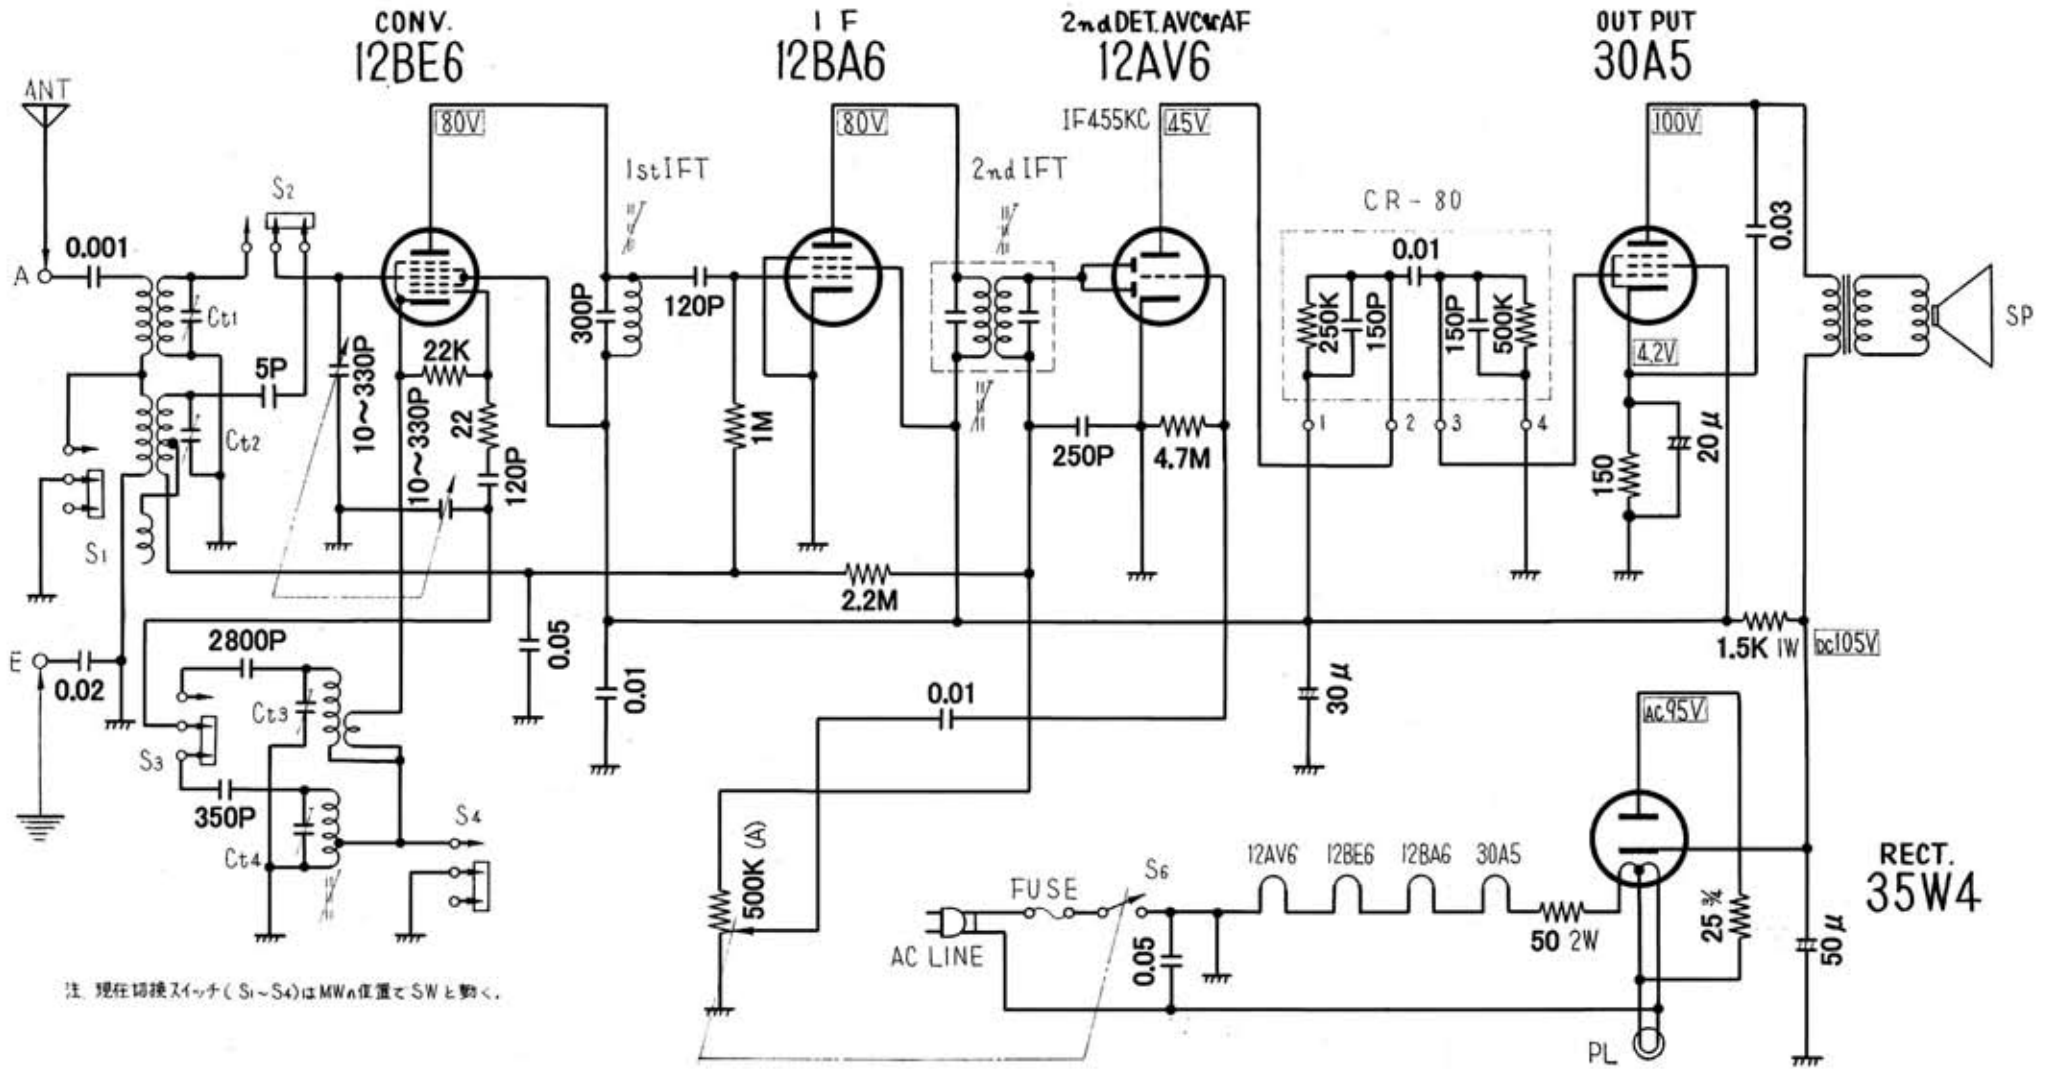 CONV.
12BE6
I F
12BA6
2nd DET. AVC & AF
12AV6
OUT PUT
30A5
ANT
80V
80V
IF455KC
45V
100V
1st IFT
2nd IFT
S2
CR-80
0.001
A
Ct1
5P
Ct2
S1
22K
10~330P
10~330P
22
120P
300P
120P
1M
250P
4.7M
0.01
250K
150P
150P
500K
1
2
3
4
0.03
4.2V
150
20μ
SP
2.2M
1.5K 1W
DC105V
E
0.02
2800P
Ct3
S3
350P
Ct4
S4
0.05
0.01
0.01
30μ
AC.95V
500K (A)
FUSE
S6
AC LINE
0.05
12AV6
12BE6
12BA6
30A5
50 2W
25
50μ
RECT.
35W4
PL
注 現在切換スイッチ(S1~S4)はMWの位置でSWと動く.